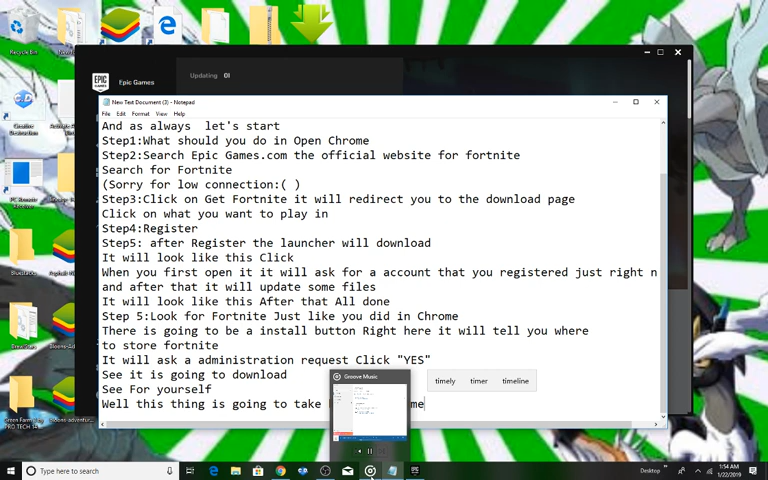 Recycle Bin
Epic Games
Updating
New Text Document (3) - Notepad
File Edit Format View Help
And as always  let's start
Step1:What should you do in Open Chrome
Step2:Search Epic Games.com the official website for fortnite
Search for Fortnite
(Sorry for low connection:( )
Step3:Click on Get Fortnite it will redirect you to the download page
Click on what you want to play in
Step4:Register
Step5: after Register the launcher will download
It will look like this Click
When you first open it it will ask for a account that you registered just right n
and after that it will update some files
It will look like this After that All done
Step 5:Look for Fortnite Just like you did in Chrome
There is going to be a install button Right here it will tell you where
to store fortnite
It will ask a administration request Click "YES"
See it is going to download
See For yourself
Well this thing is going to take
me
Groove Music
timely timer timeline
EPIC GAMES
Creative Destruction
PC Remote Receiver
Bluestacks
Type here to search
Desktop
1:54 AM
1/22/2019